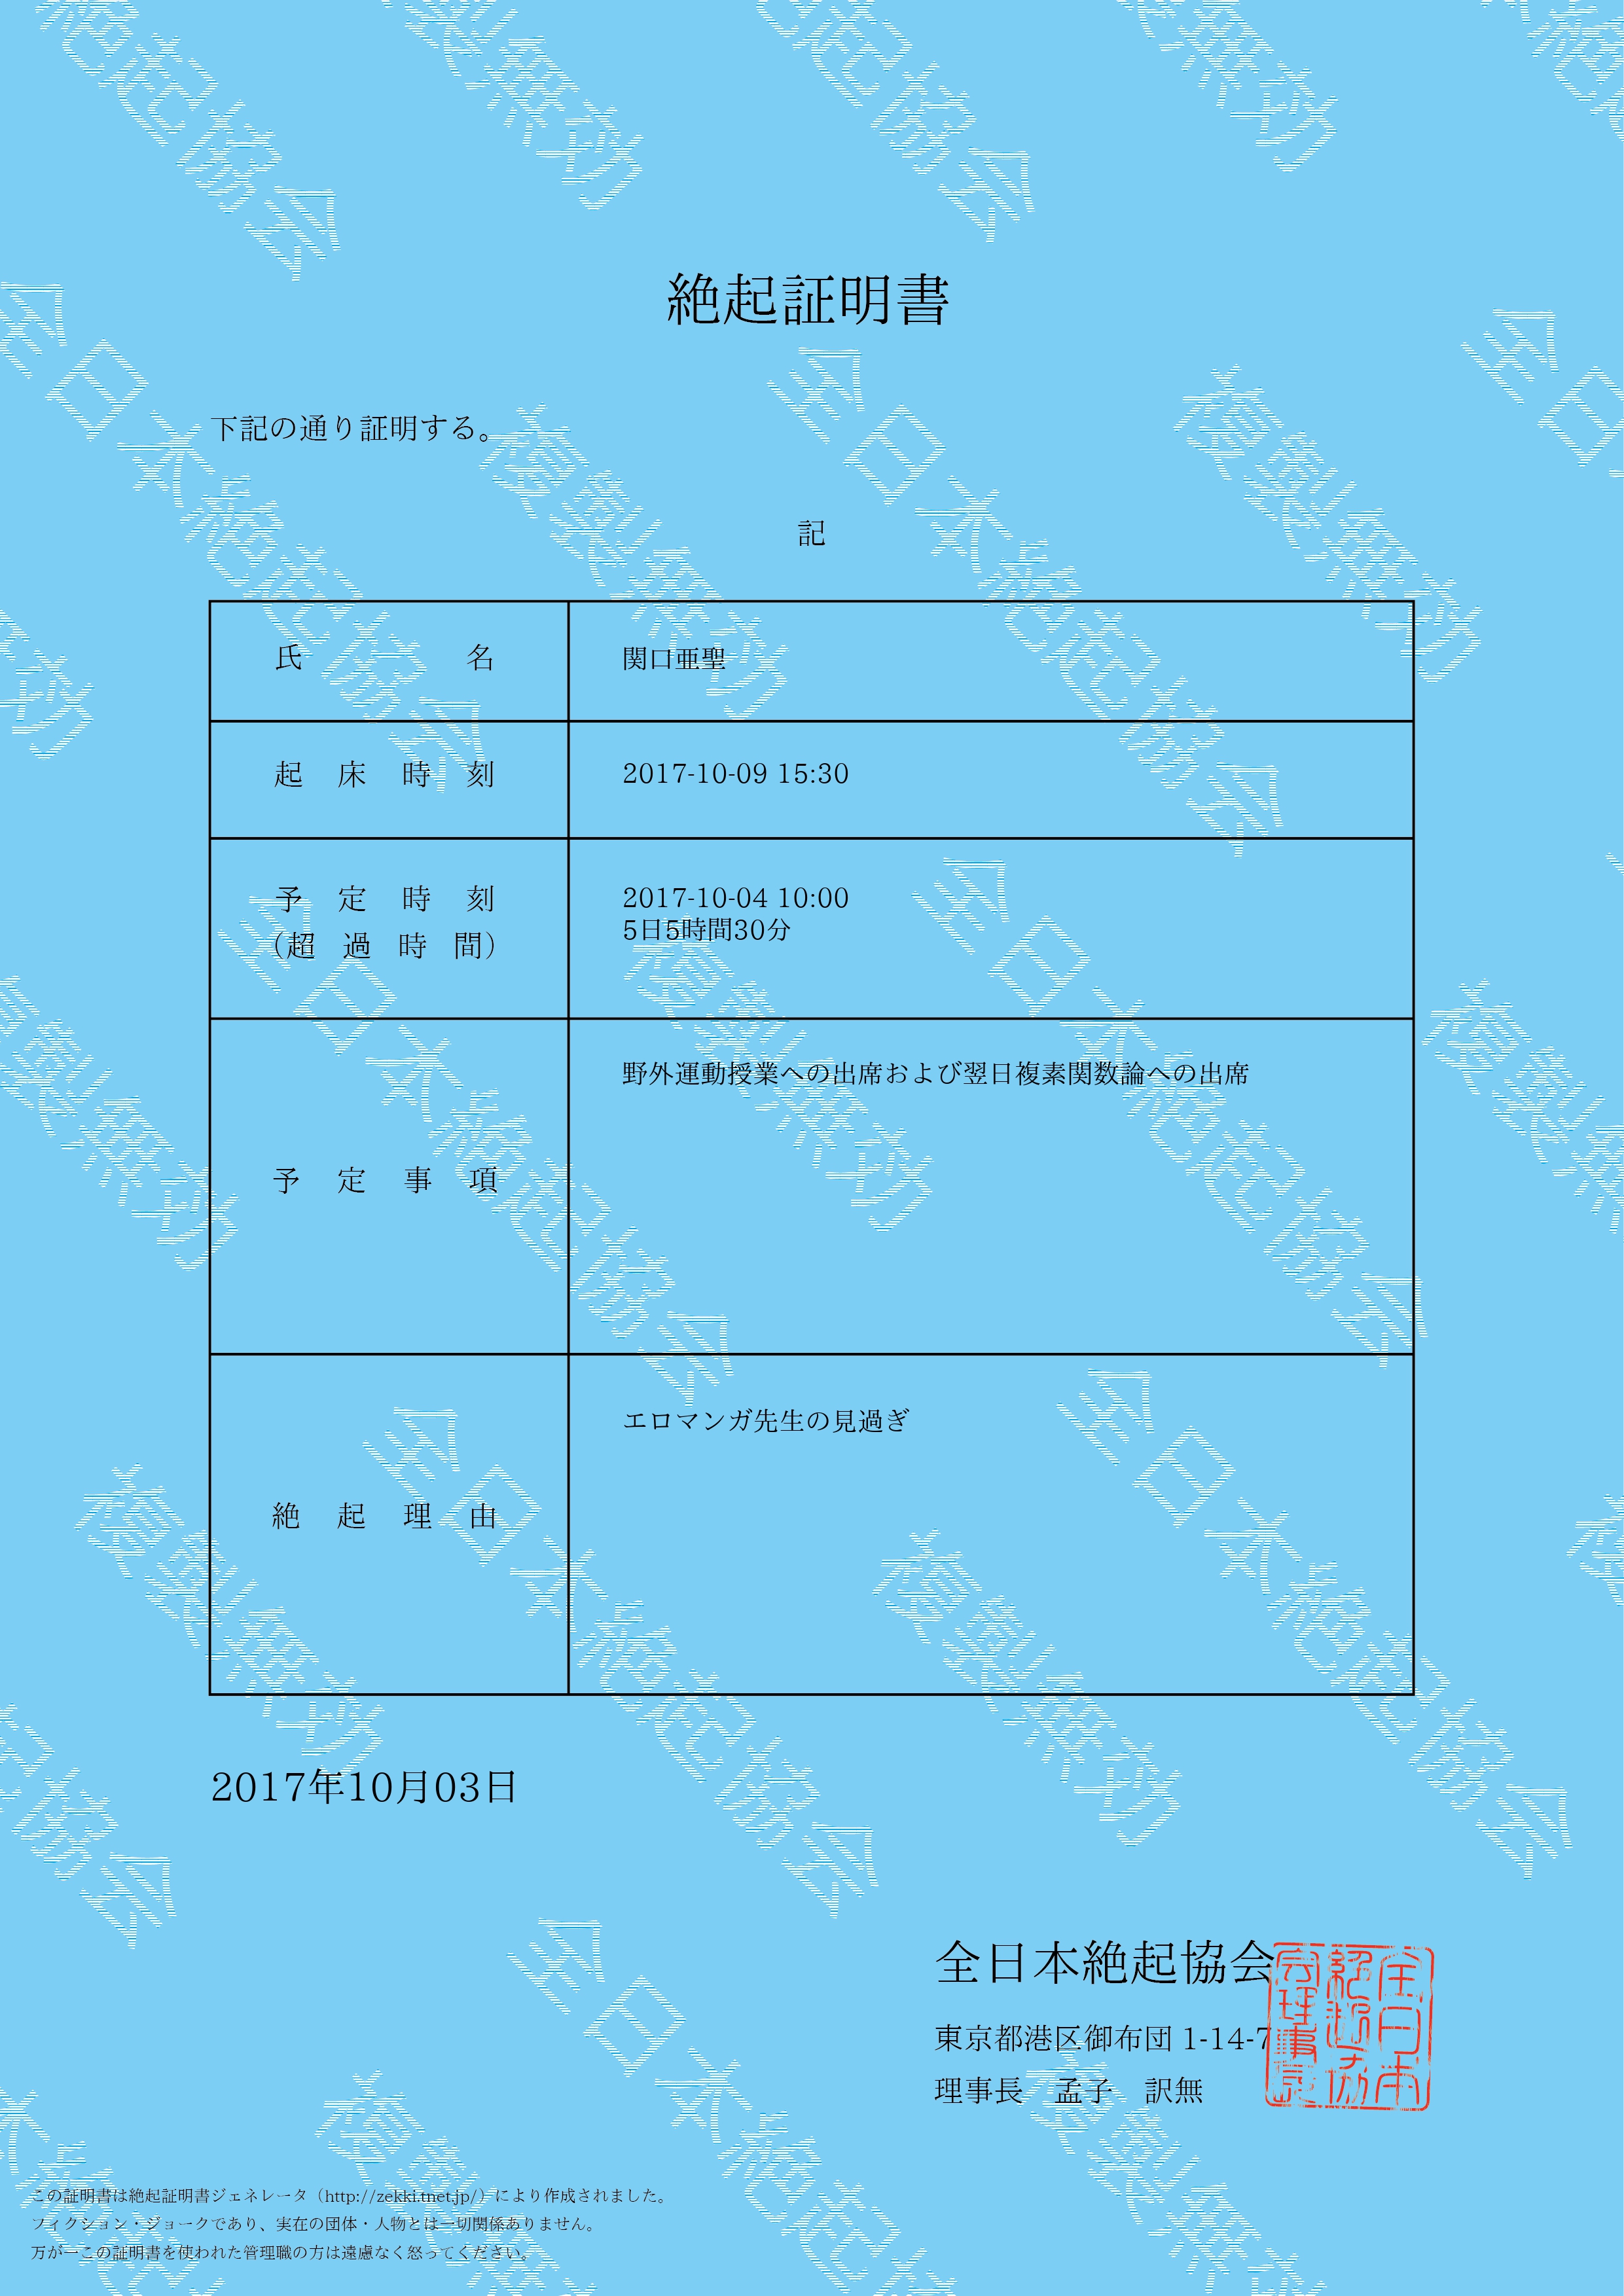 絶起証明書
下記の通り証明する。
記
氏名 関口亜聖
起床時刻 2017-10-09 15:30
予定時刻 2017-10-04 10:00
(超過時間) 5日5時間30分
予定事項 野外運動授業への出席および翌日複素関数論への出席
絶起理由 エロマンガ先生の見過ぎ
2017年10月03日
全日本絶起協会
東京都港区御布団 1-14-7
理事長 孟子 訳無
全日本
絶起協
会理事長
この証明書は絶起証明書ジェネレータ（http://zekki.tnet.jp/）により作成されました。
フィクション・ジョークであり、実在の団体・人物とは一切関係ありません。
万が一この証明書を使われた管理職の方は遠慮なく怒ってください。
全日本絶起協会
複製無効